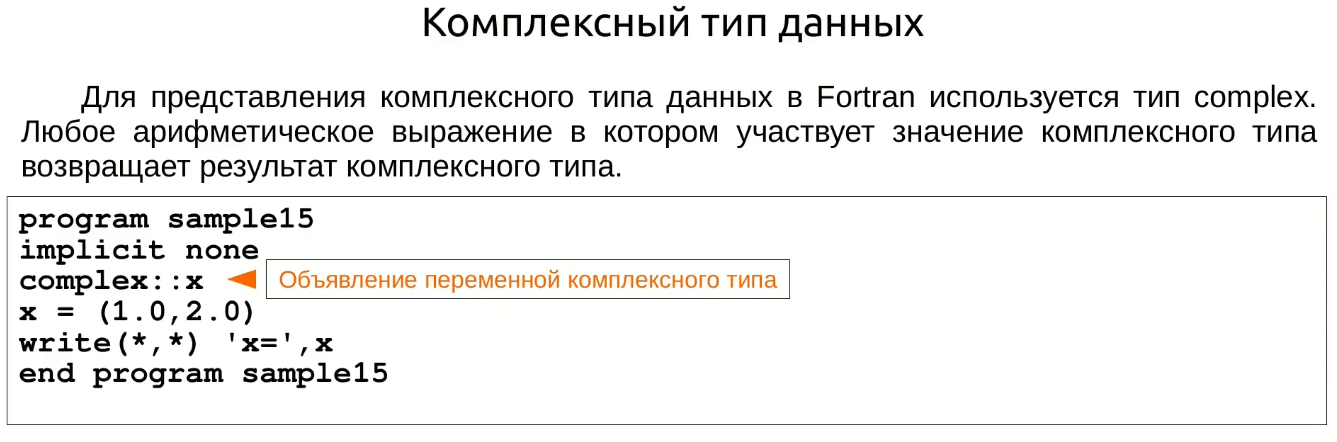 Комплексный тип данных
Для представления комплексного типа данных в Fortran используется тип complex.
Любое арифметическое выражение в котором участвует значение комплексного типа
возвращает результат комплексного типа.
program sample15
implicit none
complex::x
Объявление переменной комплексного типа
x = (1.0,2.0)
write(*,*) 'x=',x
end program sample15